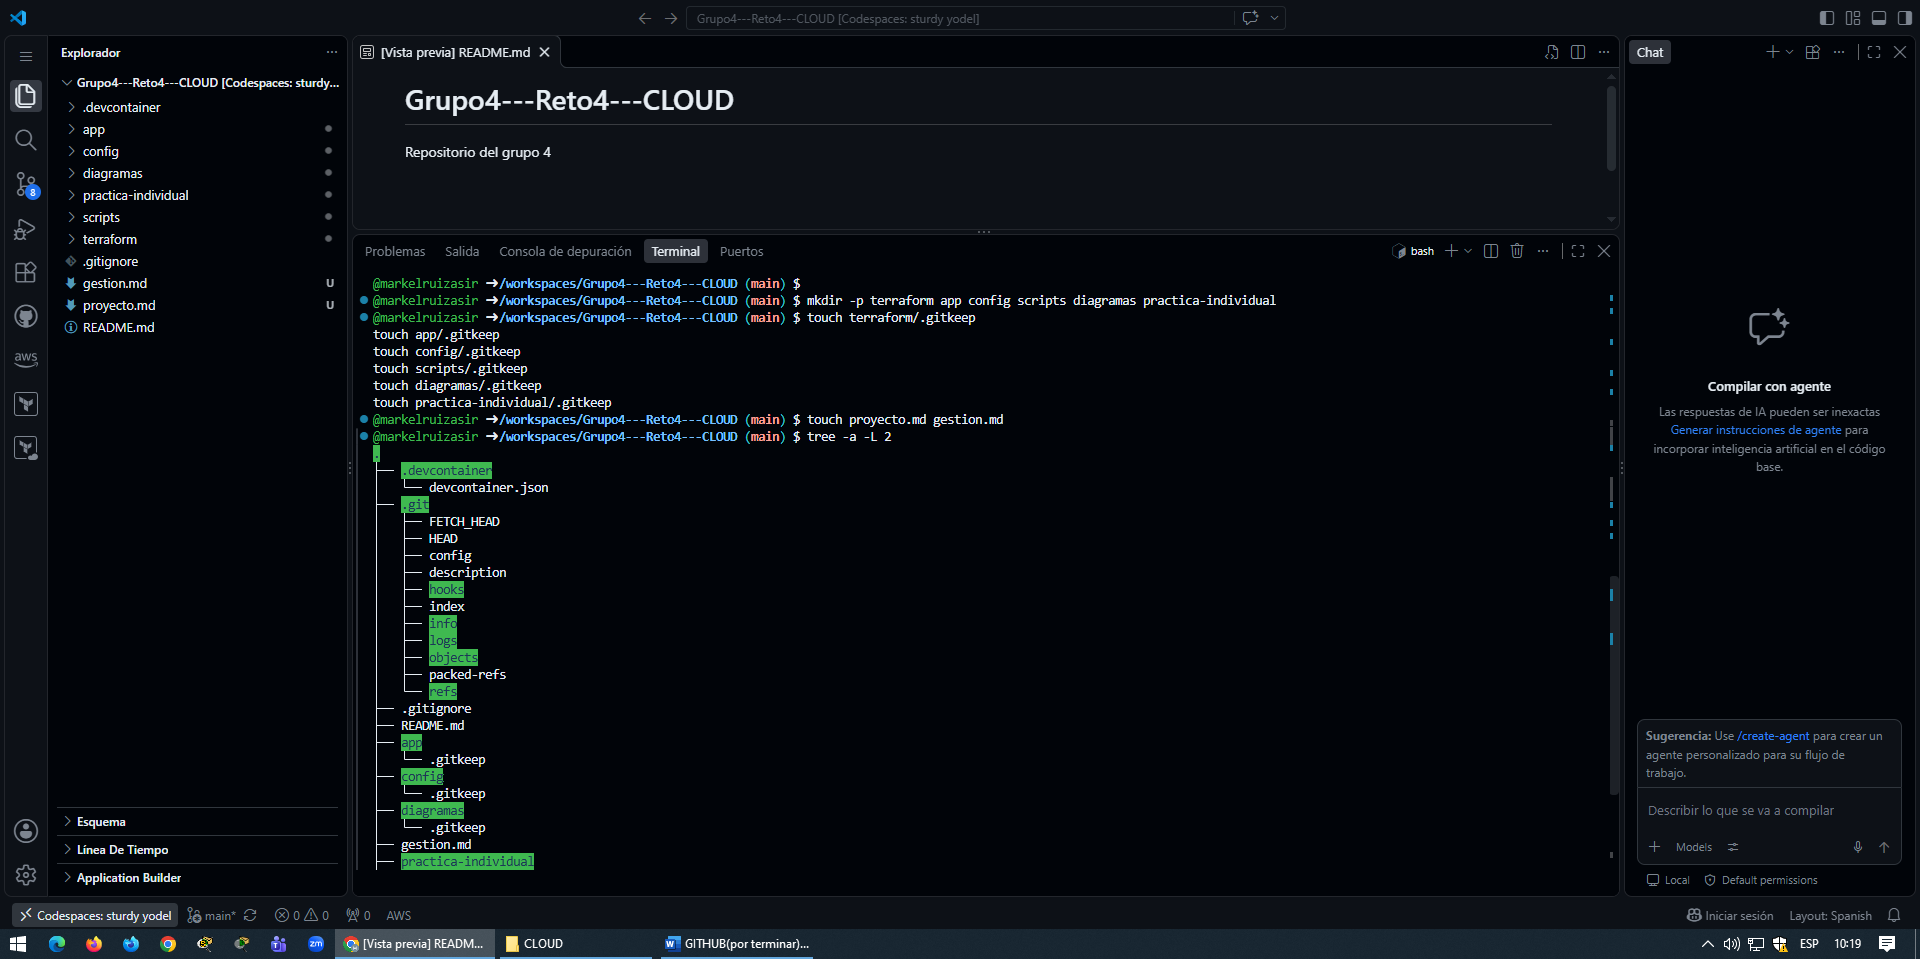 Grupo4---Reto4---CLOUD [Codespaces: sturdy yodel]
Explorador
Grupo4---Reto4---CLOUD [Codespaces: sturdy...
.devcontainer
app
config
diagramas
practica-individual
scripts
terraform
.gitignore
gestion.md U
proyecto.md U
README.md
8
aws
Esquema
Línea De Tiempo
Application Builder
[Vista previa] README.md
Grupo4---Reto4---CLOUD
Repositorio del grupo 4
Problemas Salida Consola de depuración Terminal Puertos
bash
@markelruizasir ➜/workspaces/Grupo4---Reto4---CLOUD (main) $
@markelruizasir ➜/workspaces/Grupo4---Reto4---CLOUD (main) $ mkdir -p terraform app config scripts diagramas practica-individual
@markelruizasir ➜/workspaces/Grupo4---Reto4---CLOUD (main) $ touch terraform/.gitkeep
touch app/.gitkeep
touch config/.gitkeep
touch scripts/.gitkeep
touch diagramas/.gitkeep
touch practica-individual/.gitkeep
@markelruizasir ➜/workspaces/Grupo4---Reto4---CLOUD (main) $ touch proyecto.md gestion.md
@markelruizasir ➜/workspaces/Grupo4---Reto4---CLOUD (main) $ tree -a -L 2
.
├── .devcontainer
│   └── devcontainer.json
├── .git
│   ├── FETCH_HEAD
│   ├── HEAD
│   ├── config
│   ├── description
│   ├── hooks
│   ├── index
│   ├── info
│   ├── logs
│   ├── objects
│   ├── packed-refs
│   └── refs
├── .gitignore
├── README.md
├── app
│   └── .gitkeep
├── config
│   └── .gitkeep
├── diagramas
│   └── .gitkeep
├── gestion.md
├── practica-individual
Chat
Compilar con agente
Las respuestas de IA pueden ser inexactas
Generar instrucciones de agente para
incorporar inteligencia artificial en el código
base.
Sugerencia: Use /create-agent para crear un
agente personalizado para su flujo de
trabajo.
Describir lo que se va a compilar
Models
Local Default permissions
Codespaces: sturdy yodel main* 0 0 0 AWS
Iniciar sesión Layout: Spanish
[Vista previa] READM... CLOUD GITHUB(por terminar)...
ESP 10:19